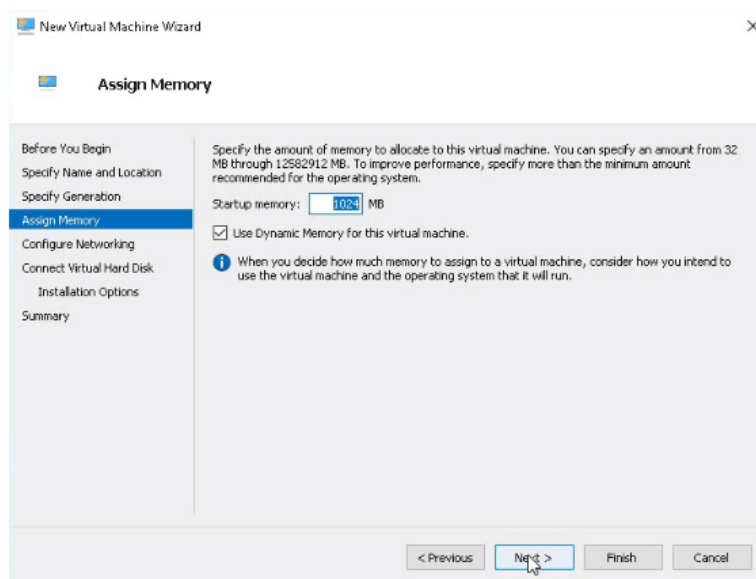 New Virtual Machine Wizard
Assign Memory
Before You Begin
Specify Name and Location
Specify Generation
Assign Memory
Configure Networking
Connect Virtual Hard Disk
Installation Options
Summary
Specify the amount of memory to allocate to this virtual machine. You can specify an amount from 32
MB through 12582912 MB. To improve performance, specify more than the minimum amount
recommended for the operating system.
Startup memory: 1024 MB
Use Dynamic Memory for this virtual machine.
When you decide how much memory to assign to a virtual machine, consider how you intend to
use the virtual machine and the operating system that it will run.
< Previous Next > Finish Cancel